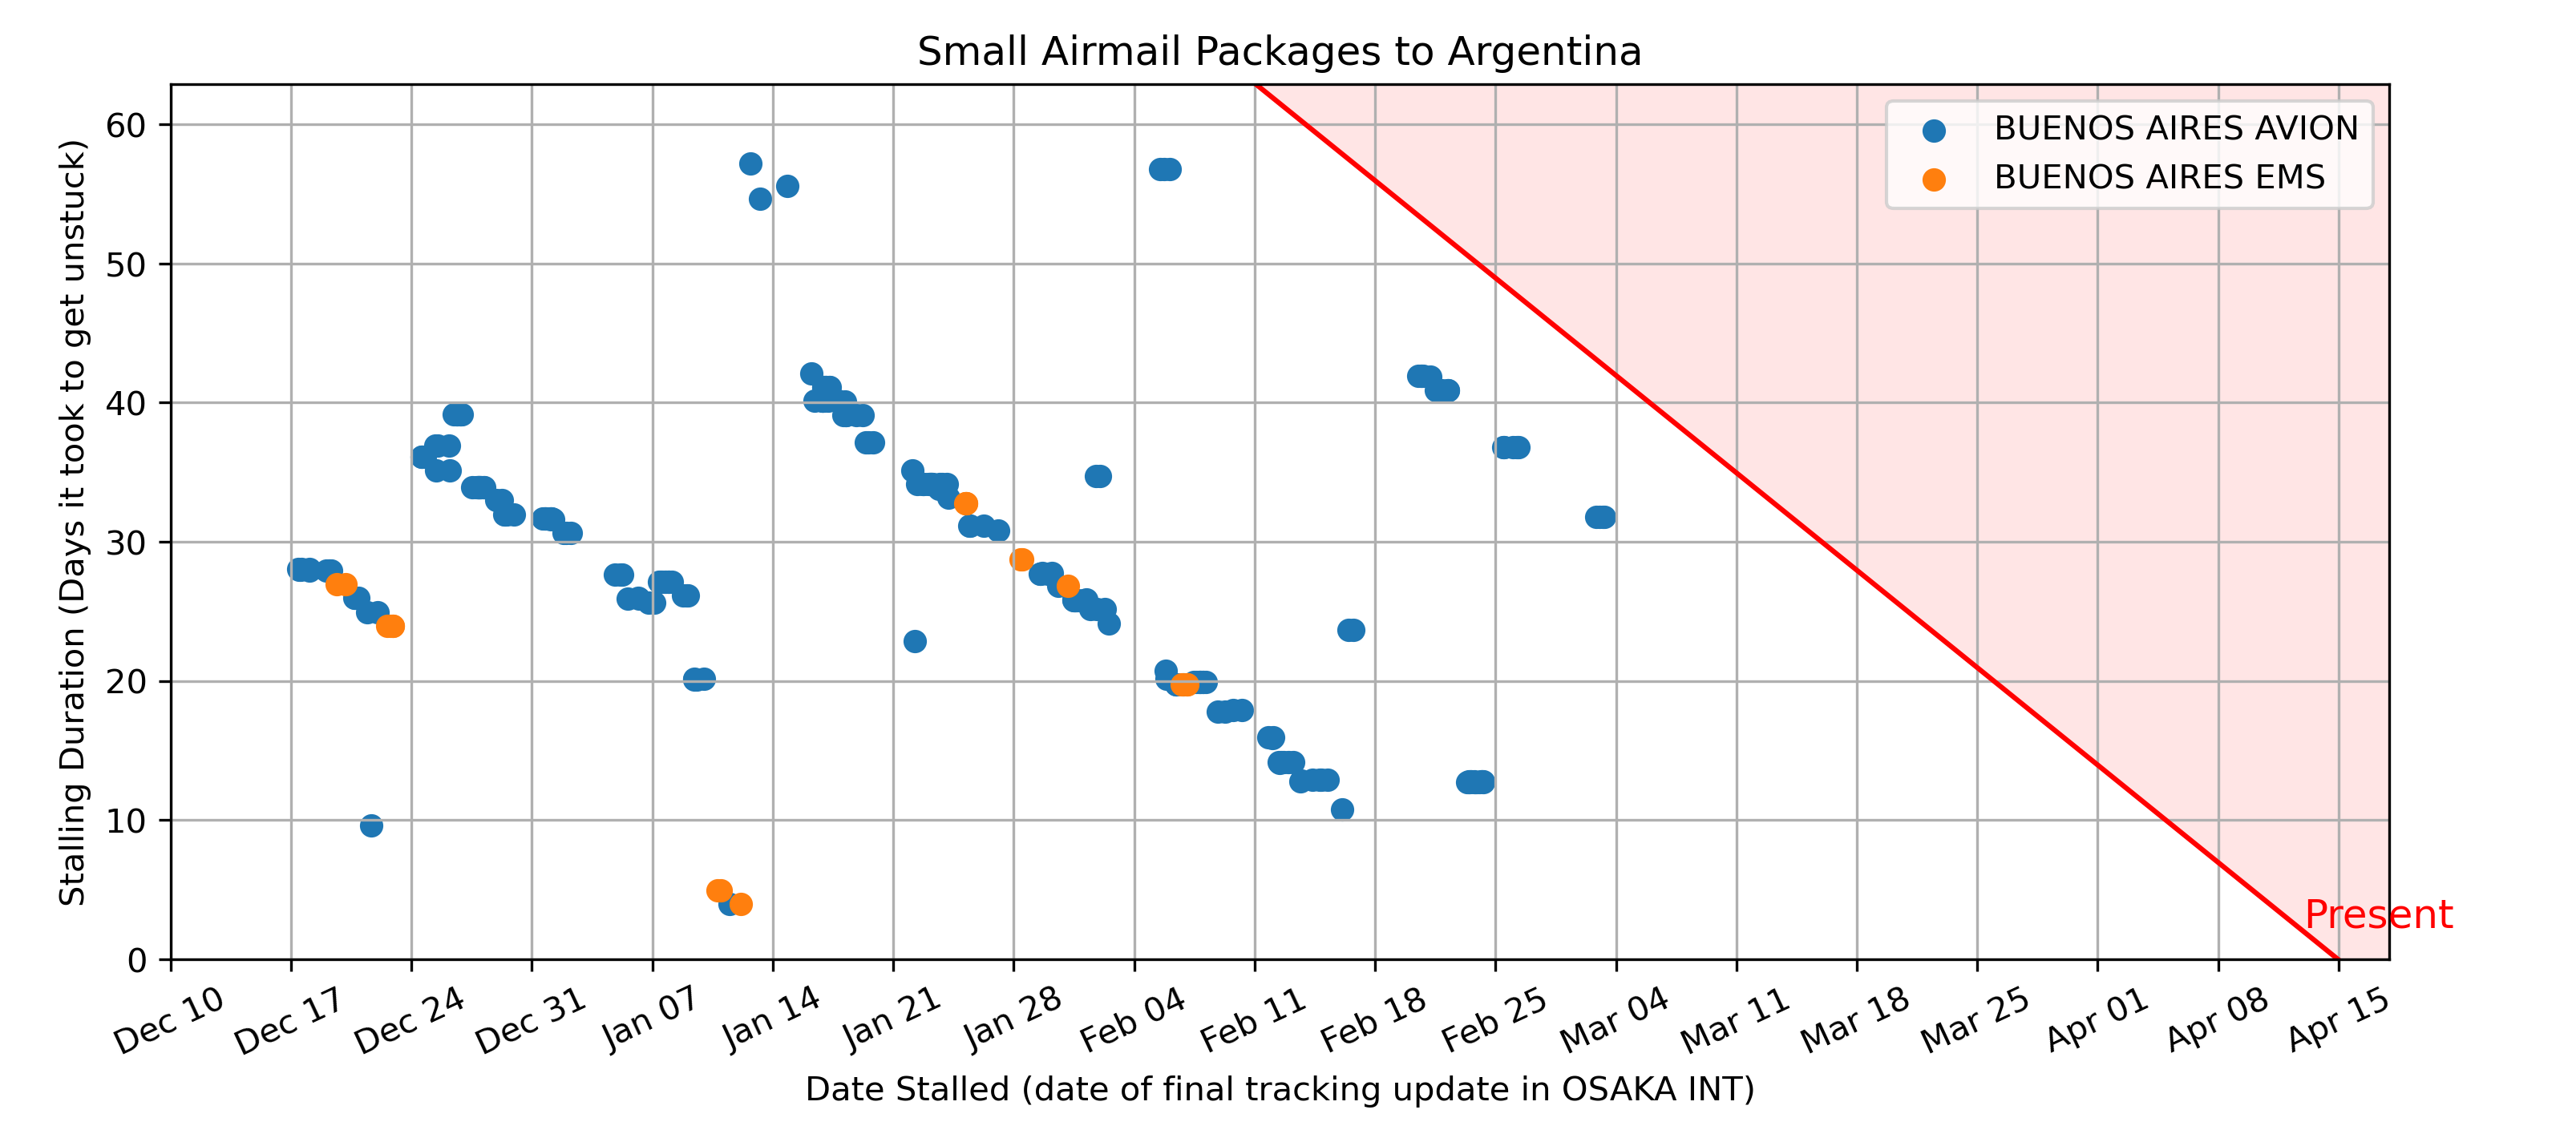 Small Airmail Packages to Argentina
Stalling Duration (Days it took to get unstuck)
60
50
40
30
20
10
0
BUENOS AIRES AVION
BUENOS AIRES EMS
Present
Dec 10
Dec 17
Dec 24
Dec 31
Jan 07
Jan 14
Jan 21
Jan 28
Feb 04
Feb 11
Feb 18
Feb 25
Mar 04
Mar 11
Mar 18
Mar 25
Apr 01
Apr 08
Apr 15
Date Stalled (date of final tracking update in OSAKA INT)